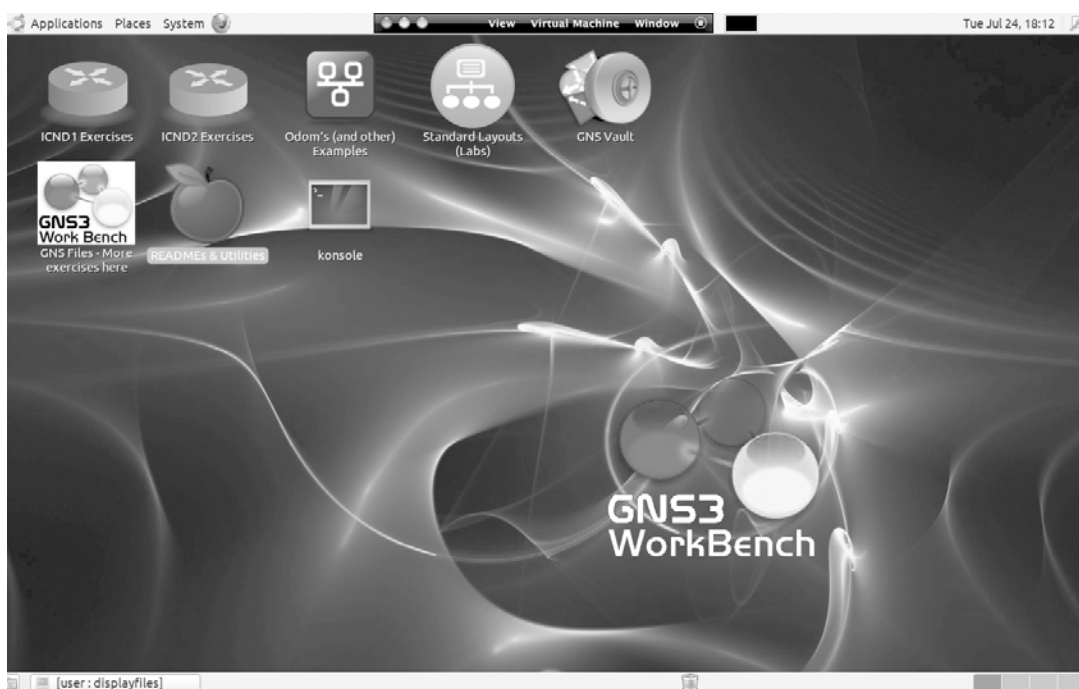 Applications Places System
View Virtual Machine Window
Tue Jul 24, 18:12
ICND1 Exercises
ICND2 Exercises
Odom's (and other)
Examples
Standard Layouts
(Labs)
GNS Vault
GNS3
Work Bench
GNS Files - More
exercises here
READMEs & Utilities
>_
konsole
GNS3
WorkBench
[user : displayfiles]